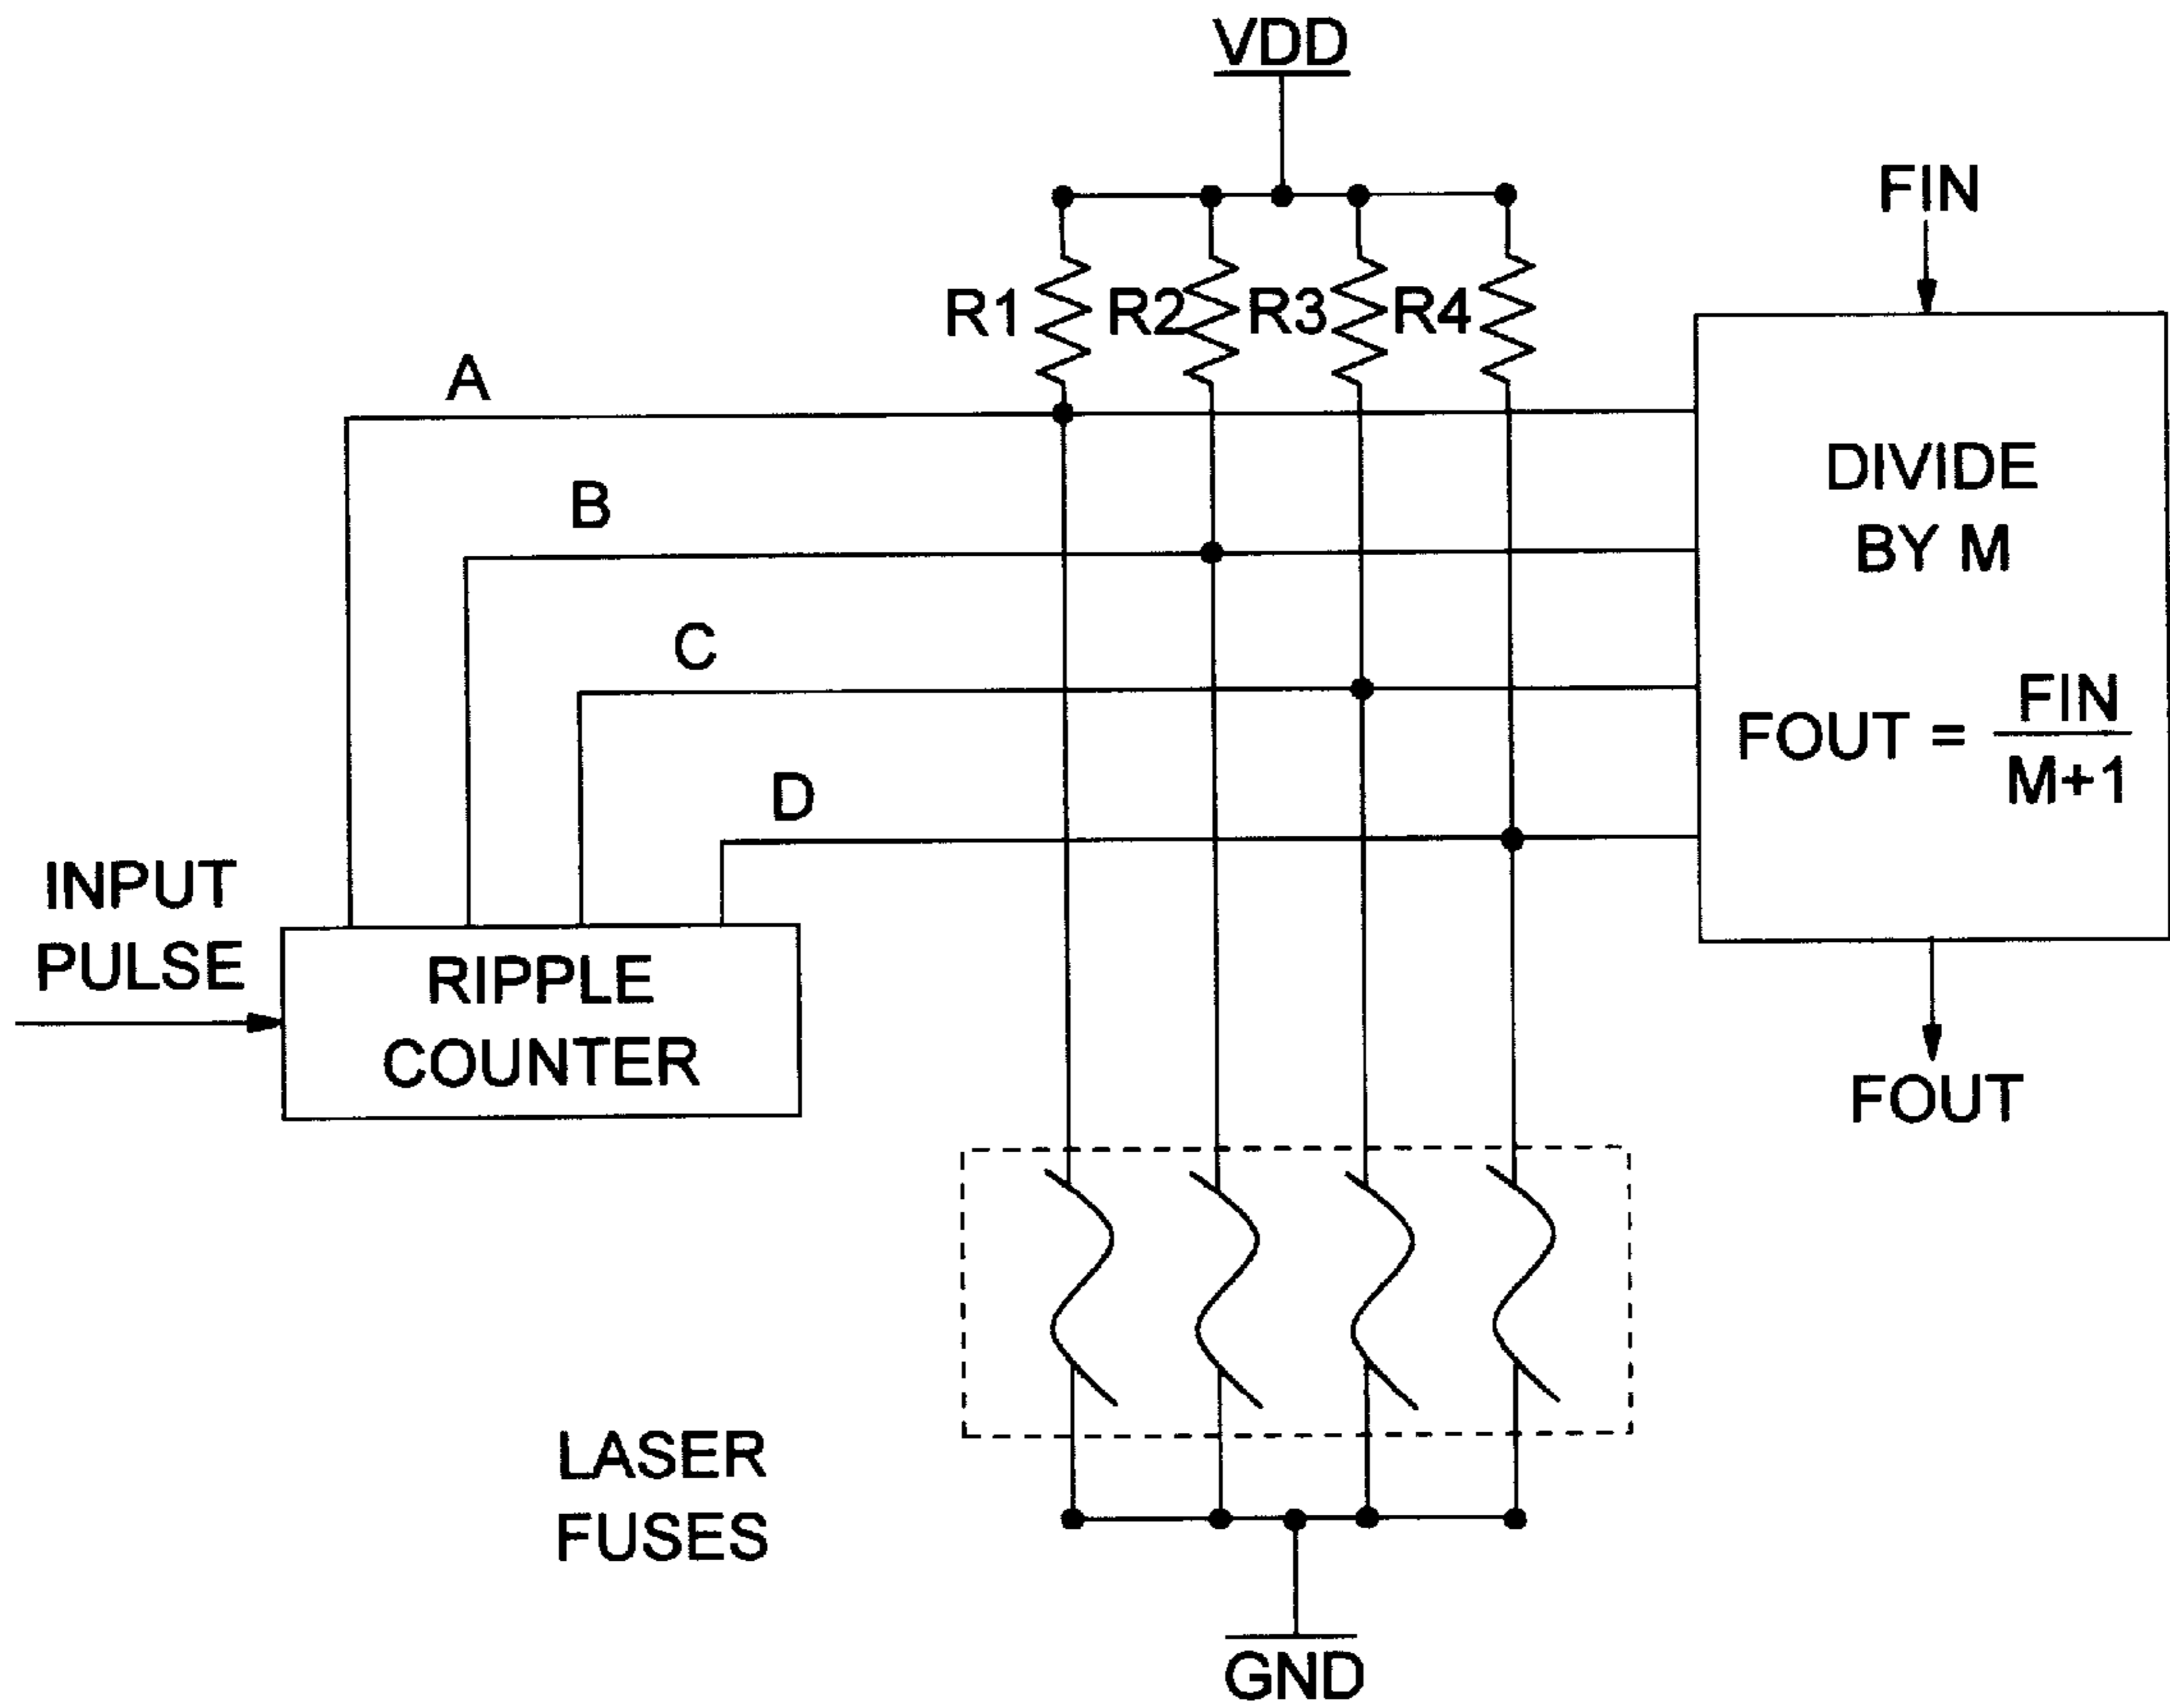 VDD
FIN
R1
R2
R3
R4
A
B
C
D
DIVIDE
BY M
FOUT = FIN
M+1
INPUT
PULSE
RIPPLE
COUNTER
FOUT
LASER
FUSES
GND